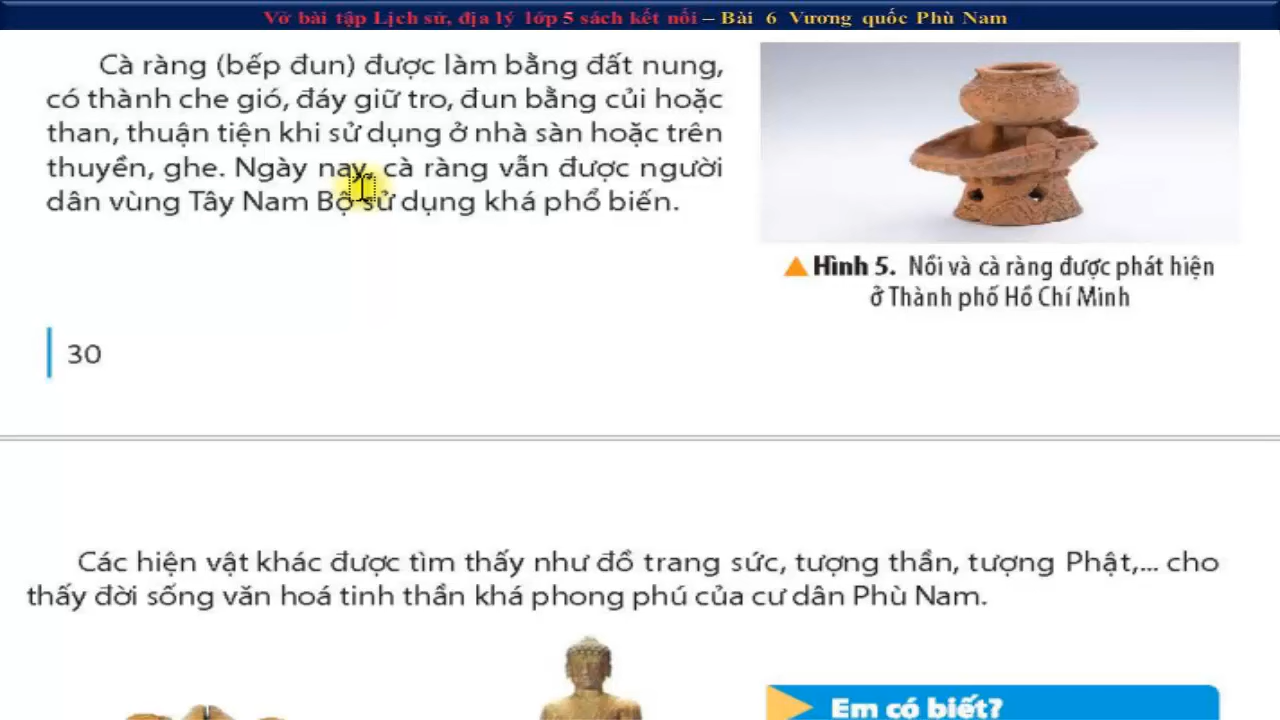 Vở bài tập Lịch sử, địa lý lớp 5 sách kết nối – Bài 6 Vương quốc Phù Nam
Cà ràng (bếp đun) được làm bằng đất nung,
có thành che gió, đáy giữ tro, đun bằng củi hoặc
than, thuận tiện khi sử dụng ở nhà sàn hoặc trên
thuyền, ghe. Ngày nay, cà ràng vẫn được người
dân vùng Tây Nam Bộ sử dụng khá phổ biến.
▲ Hình 5. Nồi và cà ràng được phát hiện
ở Thành phố Hồ Chí Minh
30
Các hiện vật khác được tìm thấy như đồ trang sức, tượng thần, tượng Phật,... cho
thấy đời sống văn hoá tinh thần khá phong phú của cư dân Phù Nam.
Em có biết?